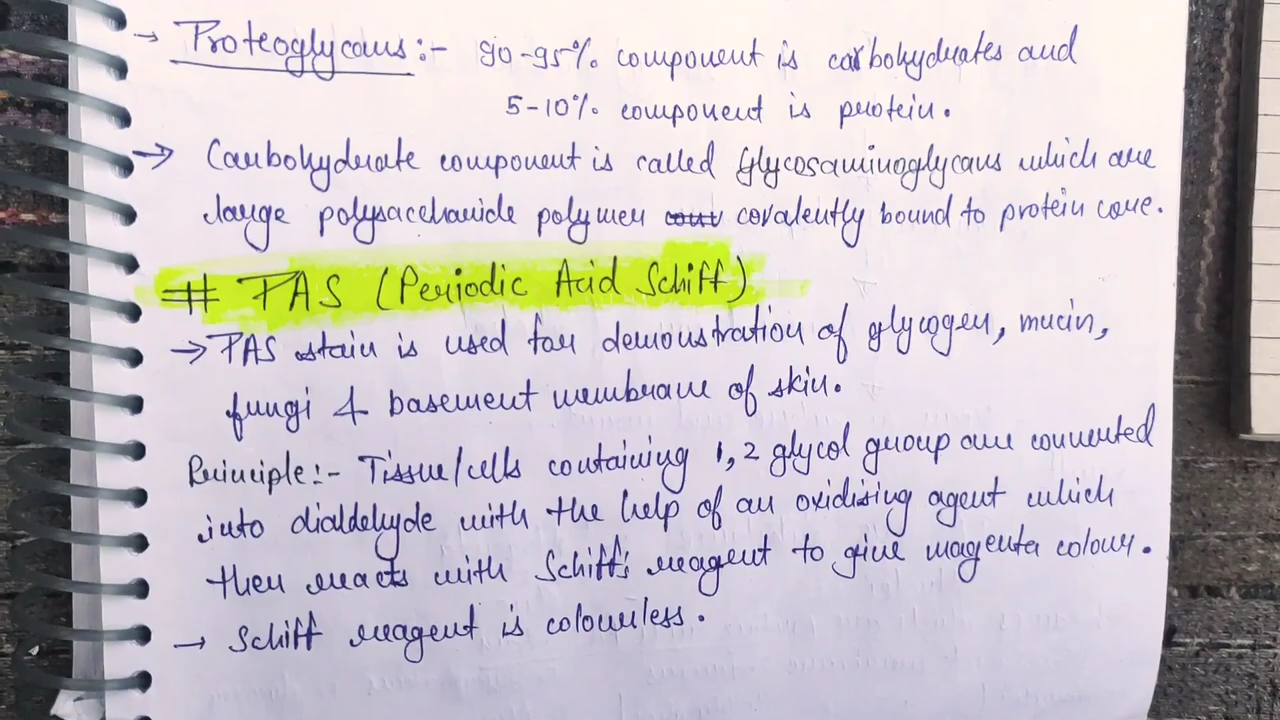 → Proteoglycans :- 90-95% component is carbohydrates and
5-10% component is protein.
→ Carbohydrate component is called Glycosaminoglycans which are
large polysaccharide polymer covalently bound to protein core.
# PAS (Periodic Acid Schiff)
→ PAS stain is used for demonstration of glycogen, mucin,
fungi & basement membrane of skin.
Principle:- Tissue/cells containing 1,2 glycol group are converted
into dialdehyde with the help of an oxidising agent which
then reacts with Schiff's reagent to give magenta colour.
→ Schiff reagent is colourless.